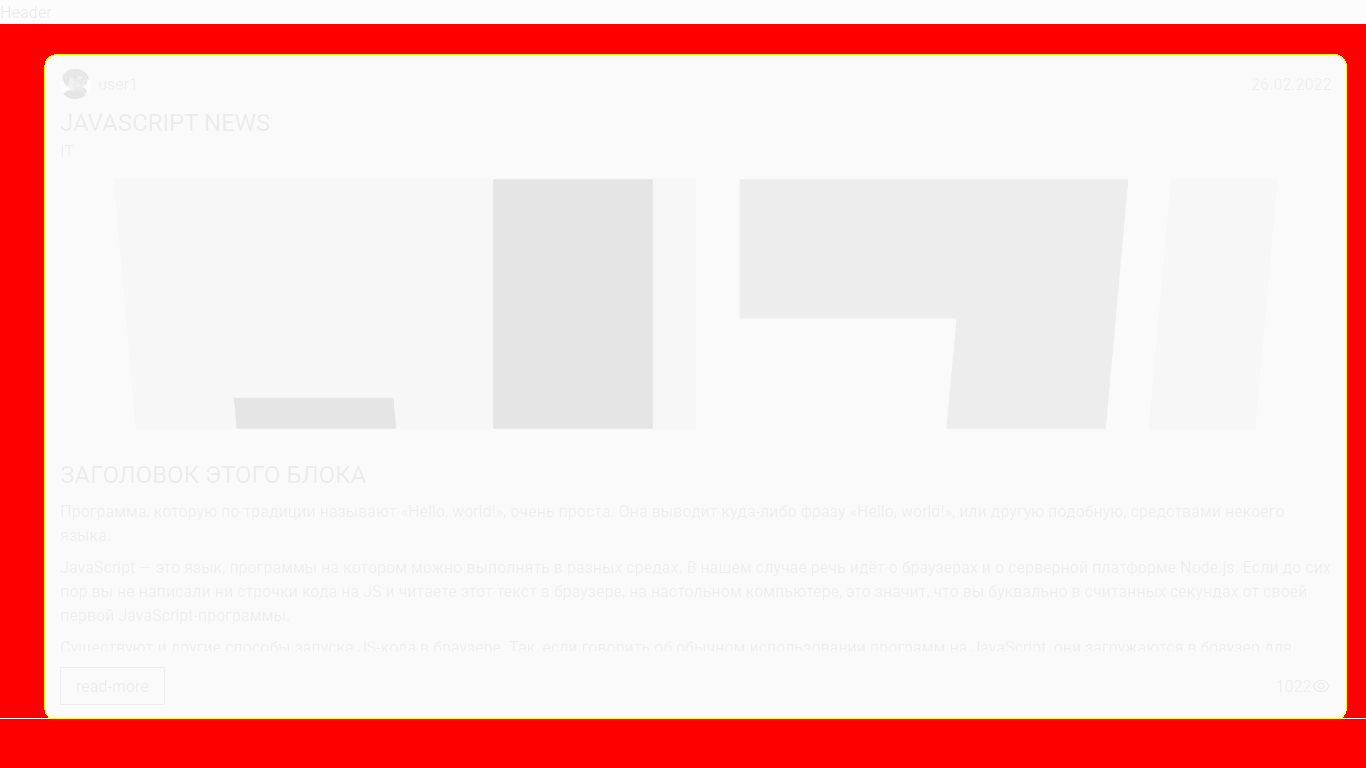 Header
user1
26.02.2022
JAVASCRIPT NEWS
IT
ЗАГОЛОВОК ЭТОГО БЛОКА
Программа, которую по традиции называют «Hello, world!», очень проста. Она выводит куда-либо фразу «Hello, world!», или другую подобную, средствами некоего
языка.
JavaScript — это язык, программы на котором можно выполнять в разных средах. В нашем случае речь идёт о браузерах и о серверной платформе Node.js. Если до сих
пор вы не написали ни строчки кода на JS и читаете этот текст в браузере, на настольном компьютере, это значит, что вы буквально в считанных секундах от своей
первой JavaScript-программы.
Существуют и другие способы запуска JS-кода в браузере. Так, если говорить об обычном использовании программ на JavaScript, они загружаются в браузер для
read-more
1022